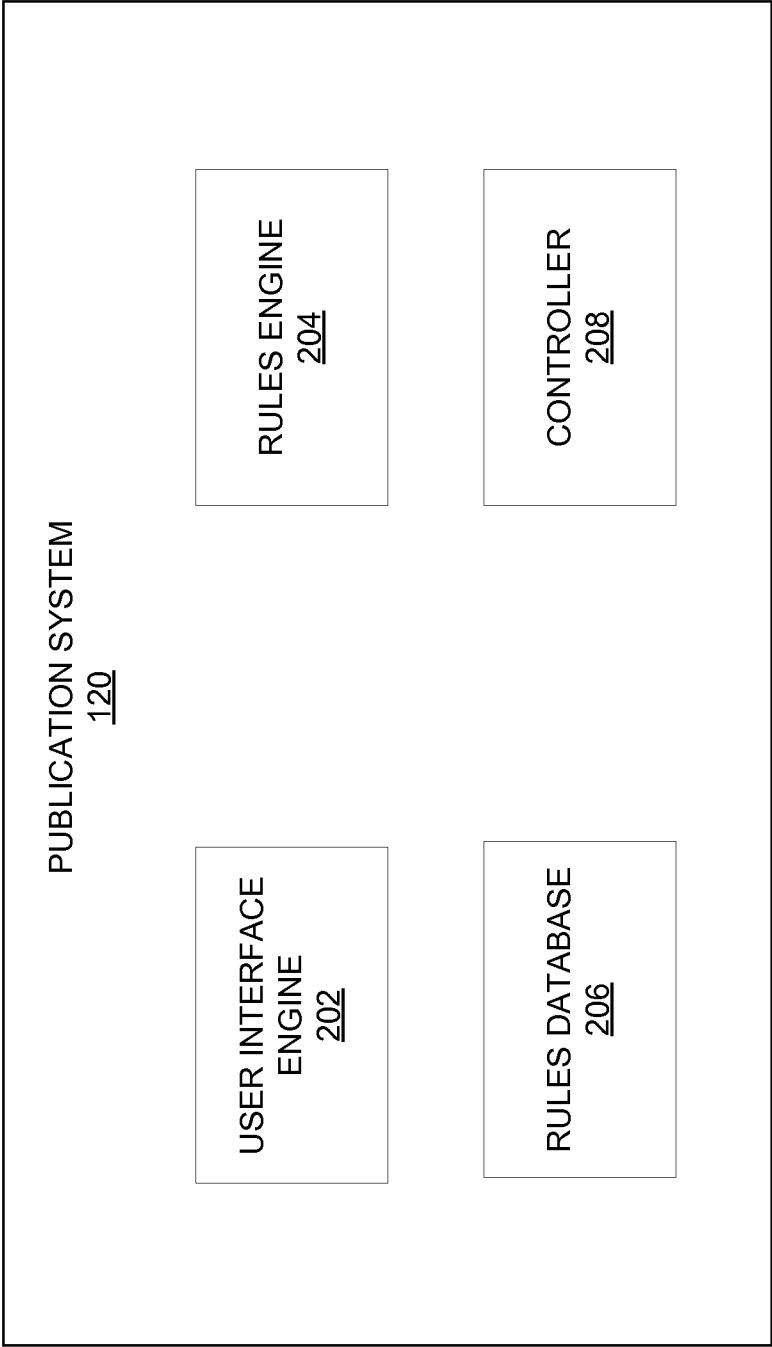 PUBLICATION SYSTEM
120
USER INTERFACE
ENGINE
202
RULES ENGINE
204
RULES DATABASE
206
CONTROLLER
208